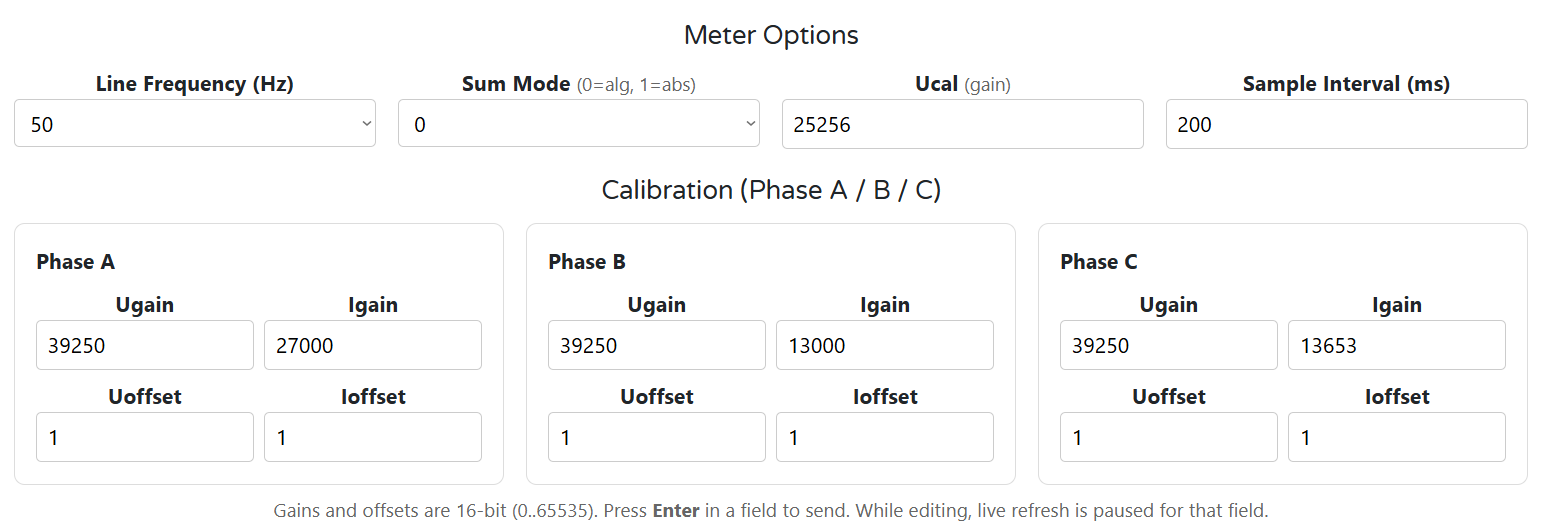 Meter Options
Line Frequency (Hz) Sum Mode (0=alg, 1=abs) Ucal (gain) Sample Interval (ms)
50 0 25256 200
Calibration (Phase A / B / C)
Phase A Phase B Phase C
Ugain Igain Ugain Igain Ugain Igain
39250 27000 39250 13000 39250 13653
Uoffset Ioffset Uoffset Ioffset Uoffset Ioffset
1 1 1 1 1 1
Gains and offsets are 16-bit (0..65535). Press Enter in a field to send. While editing, live refresh is paused for that field.